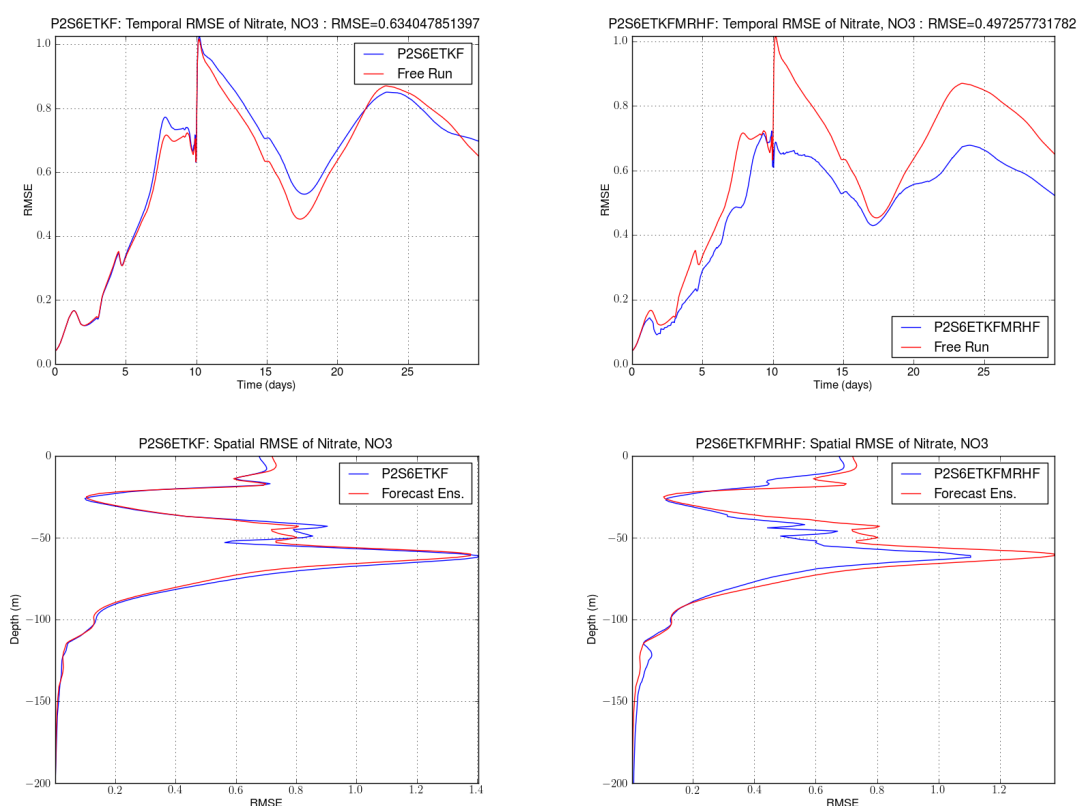 P2S6ETKF: Temporal RMSE of Nitrate, NO3 : RMSE=0.634047851397
1.0
0.8
0.6
0.4
0.2
0.0
RMSE
P2S6ETKF
Free Run
0
5
10
15
20
25
Time (days)
P2S6ETKFMRHF: Temporal RMSE of Nitrate, NO3 : RMSE=0.497257731782
1.0
0.8
0.6
0.4
0.2
0.0
RMSE
P2S6ETKFMRHF
Free Run
0
5
10
15
20
25
Time (days)
P2S6ETKF: Spatial RMSE of Nitrate, NO3
0
−50
−100
−150
−200
Depth (m)
P2S6ETKF
Forecast Ens.
0.2
0.4
0.6
0.8
1.0
1.2
1.4
RMSE
P2S6ETKFMRHF: Spatial RMSE of Nitrate, NO3
0
−50
−100
−150
−200
Depth (m)
P2S6ETKFMRHF
Forecast Ens.
0.2
0.4
0.6
0.8
1.0
1.2
RMSE